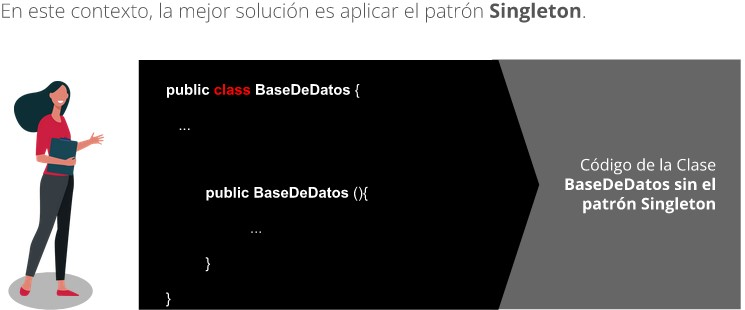 En este contexto, la mejor solución es aplicar el patrón Singleton.
public class BaseDeDatos {
...
public BaseDeDatos (){
...
}
}
Código de la Clase
BaseDeDatos sin el
patrón Singleton